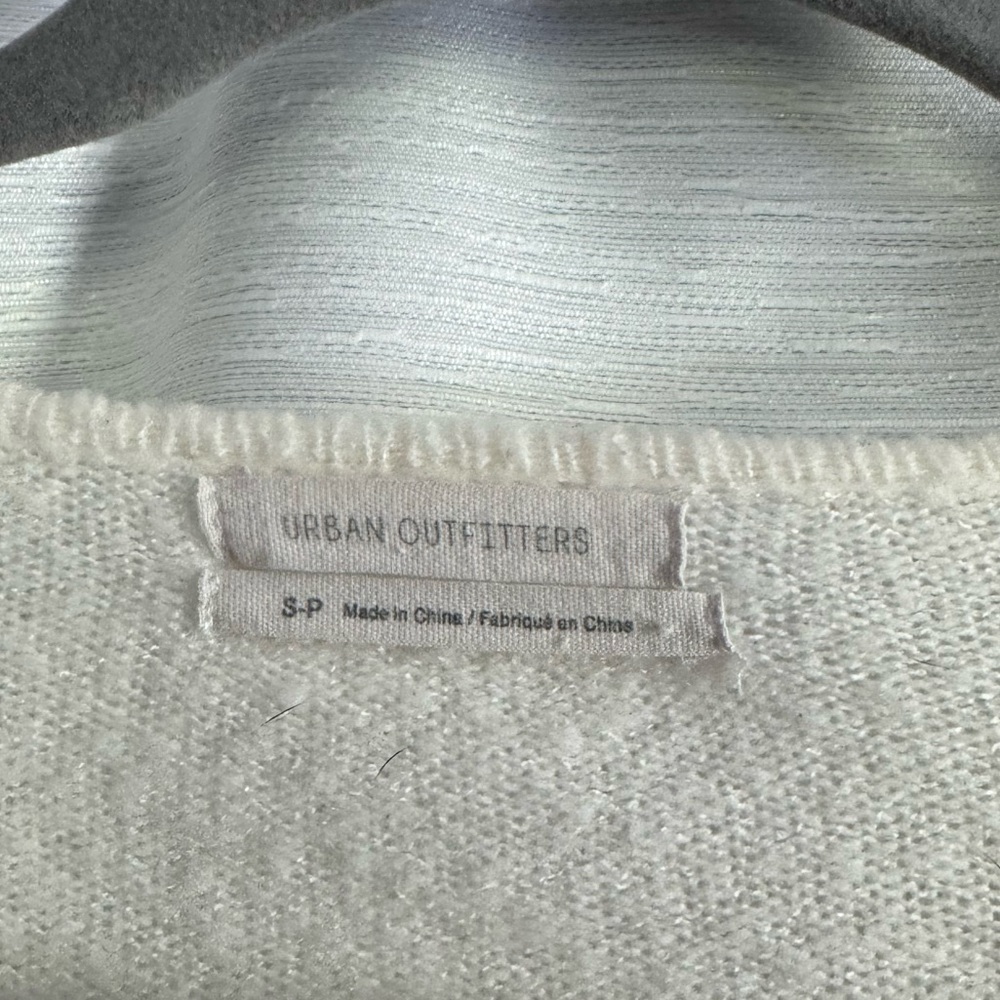 URBAN OUTFITTERS
S-P Made in China / Fabriqué en Chine